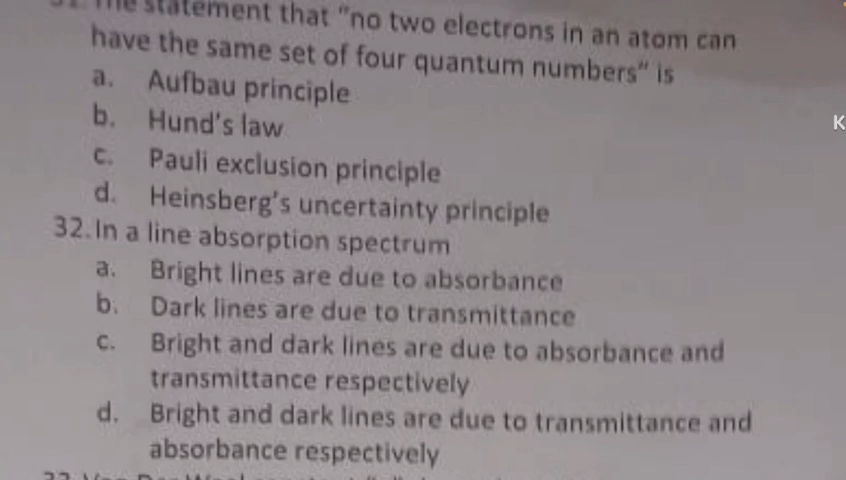 31. The statement that "no two electrons in an atom can
have the same set of four quantum numbers" is
a. Aufbau principle
b. Hund's law
c. Pauli exclusion principle
d. Heinsberg's uncertainty principle
32. In a line absorption spectrum
a. Bright lines are due to absorbance
b. Dark lines are due to transmittance
c. Bright and dark lines are due to absorbance and
transmittance respectively
d. Bright and dark lines are due to transmittance and
absorbance respectively
K